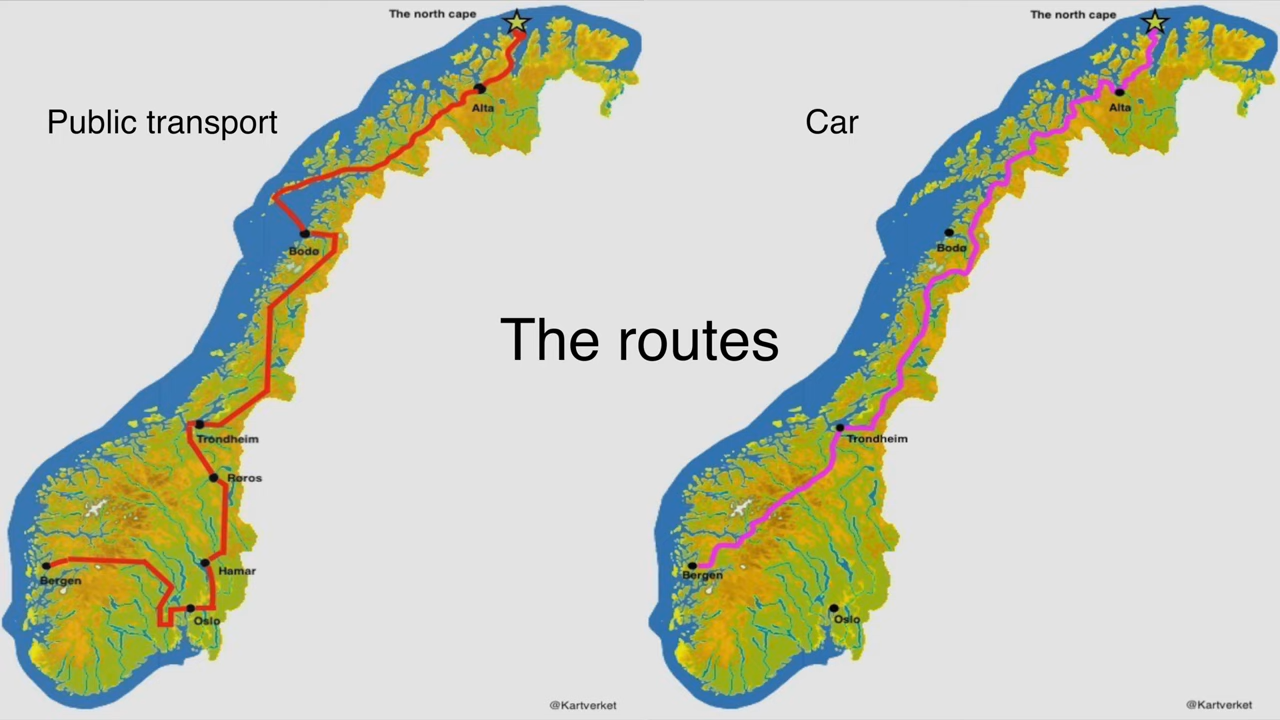 The north cape
Alta
Public transport
Bodø
Trondheim
Røros
Hamar
Bergen
Oslo
@Kartverket
The routes
The north cape
Alta
Car
Bodø
Trondheim
Bergen
Oslo
@Kartverket